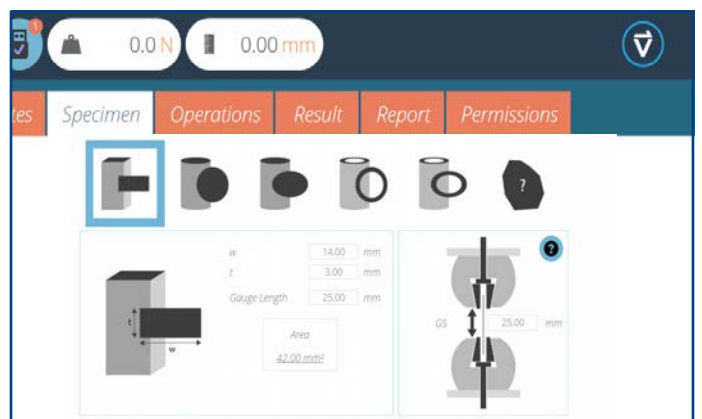 1
0.0 N
0.00 mm
tes
Specimen
Operations
Result
Report
Permissions
?
w 14.00 mm
t 3.00 mm
Gauge Length 25.00 mm
Area
42.00 mm²
t
w
?
GS 25.00 mm